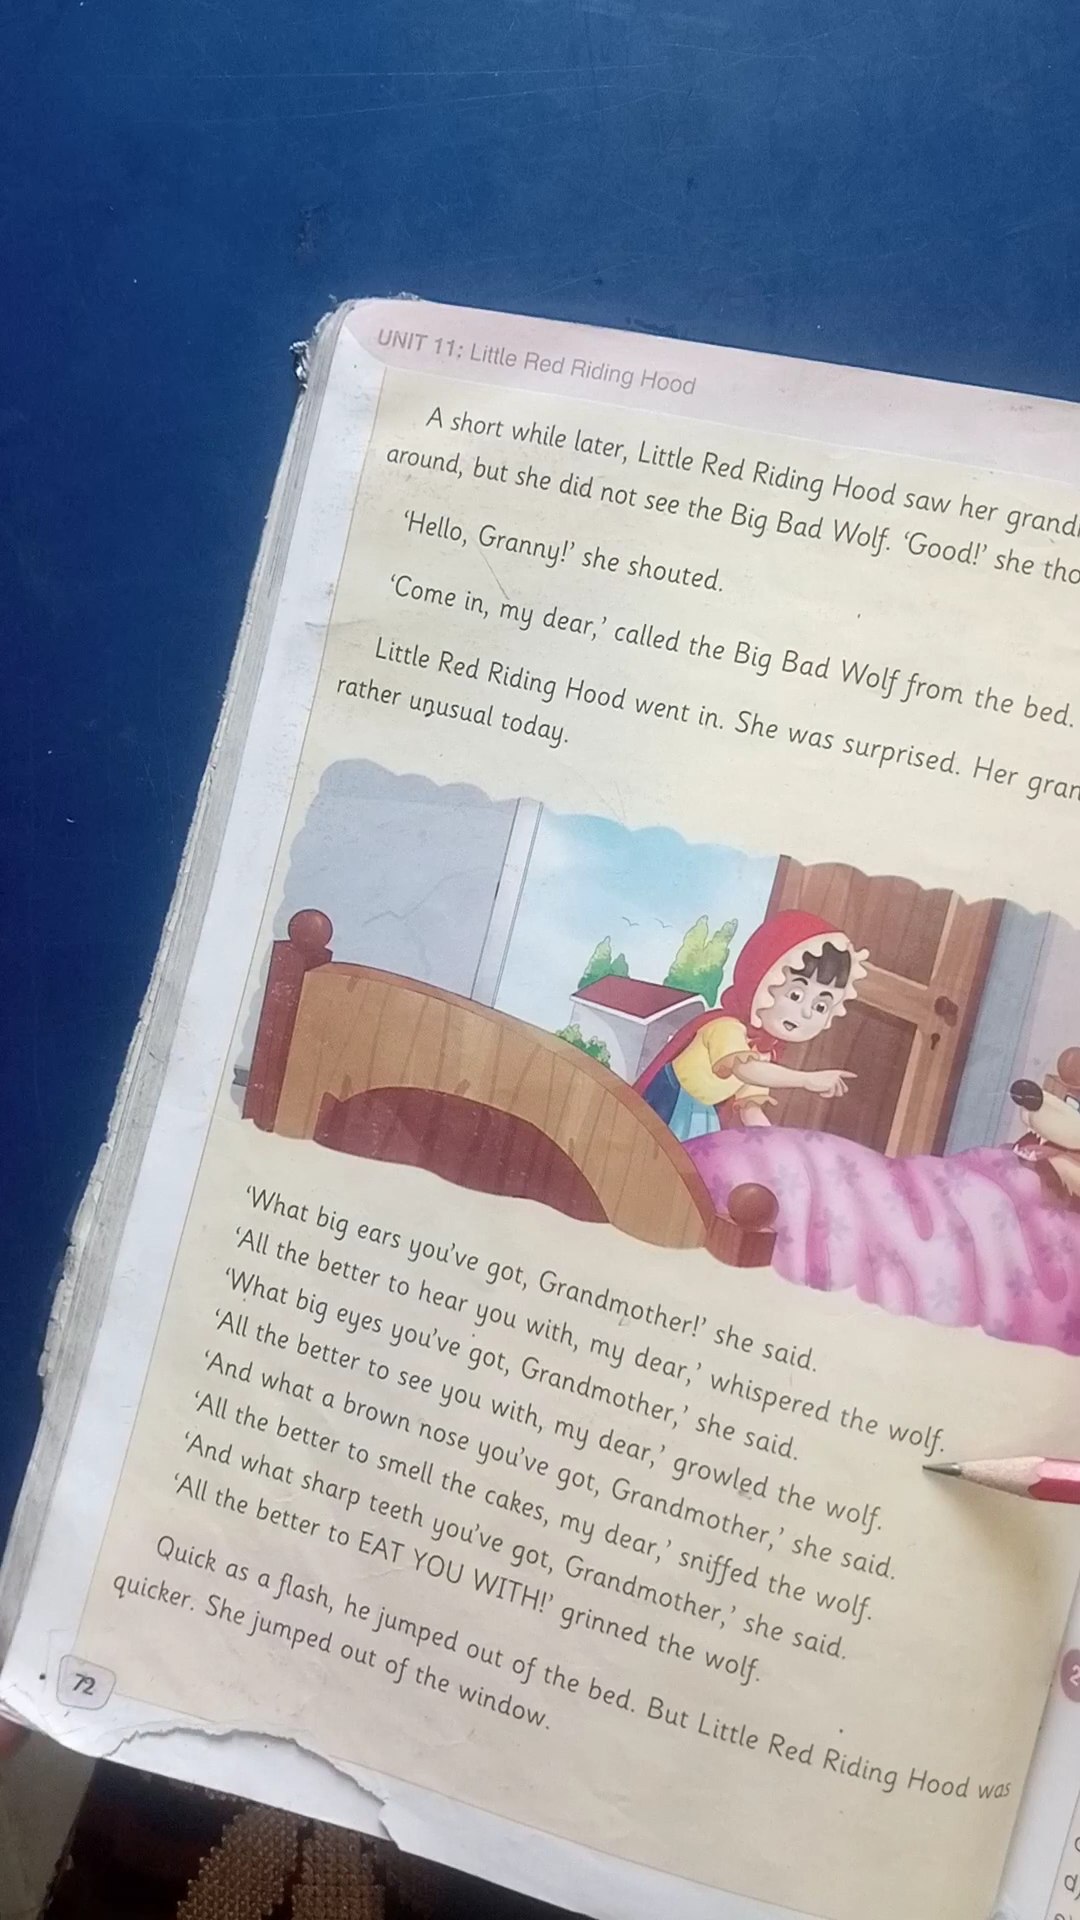 UNIT 11: Little Red Riding Hood
A short while later, Little Red Riding Hood saw her
around, but she did not see the Big Bad Wolf. ‘Good!’ she
‘Hello, Granny!’ she shouted.
‘Come in, my dear,’ called the Big Bad Wolf from the bed.
Little Red Riding Hood went in. She was surprised. Her
rather unusual today.
‘What big ears you’ve got, Grandmother!’ she said.
‘All the better to hear you with, my dear,’ whispered the wolf.
‘What big eyes you’ve got, Grandmother,’ she said.
‘All the better to see you with, my dear,’ growled the wolf.
‘And what a brown nose you’ve got, Grandmother,’ she said.
‘All the better to smell the cakes, my dear,’ sniffed the wolf.
‘And what sharp teeth you’ve got, Grandmother,’ she said.
‘All the better to EAT YOU WITH!’ grinned the wolf.
Quick as a flash, he jumped out of the bed. But Little Red Riding Hood was
quicker. She jumped out of the window.
72